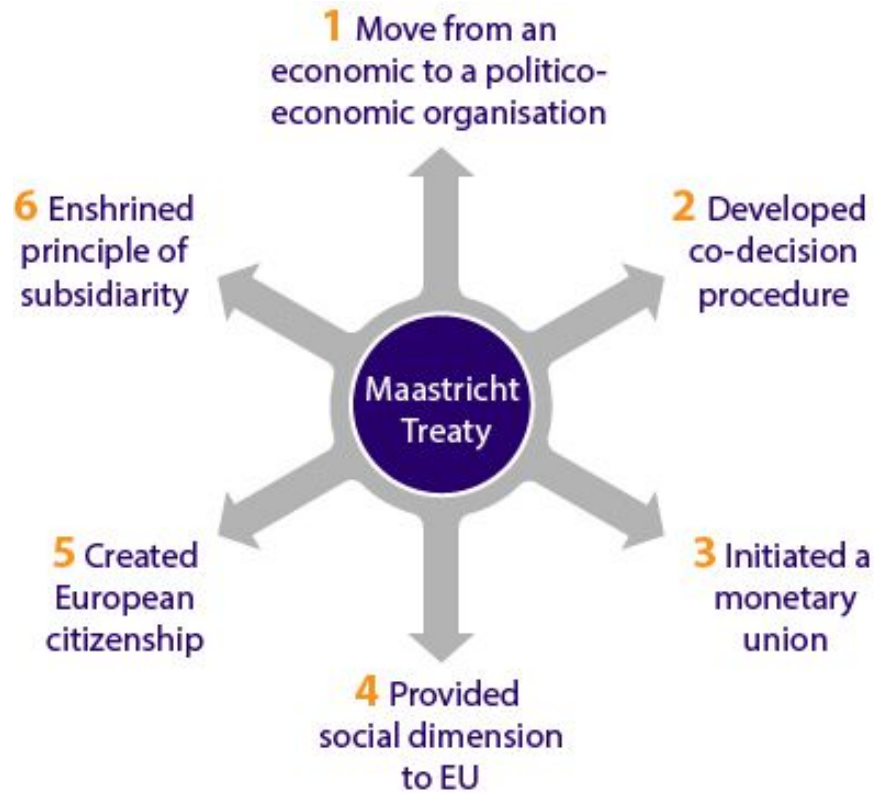 1 Move from an
economic to a politico-
economic organisation
2 Developed
co-decision
procedure
3 Initiated a
monetary
union
4 Provided
social dimension
to EU
5 Created
European
citizenship
6 Enshrined
principle of
subsidiarity
Maastricht
Treaty